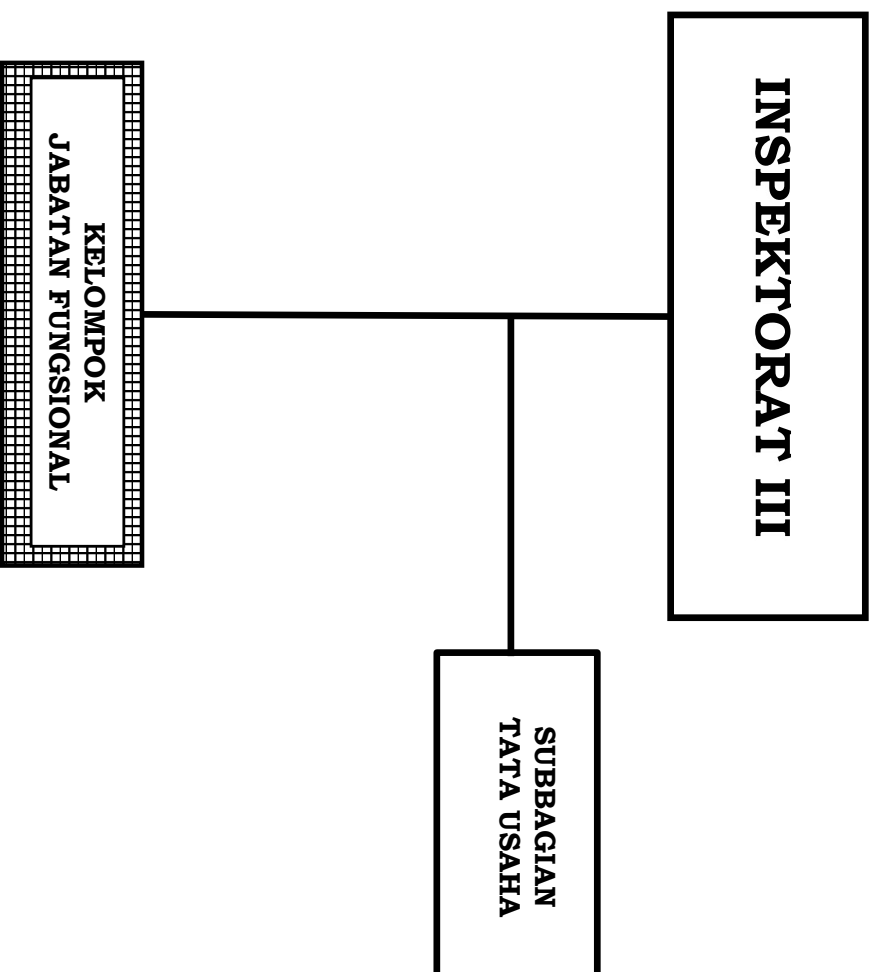 INSPEKTORAT III
SUBBAGIAN
TATA USAHA
KELOMPOK
JABATAN FUNGSIONAL